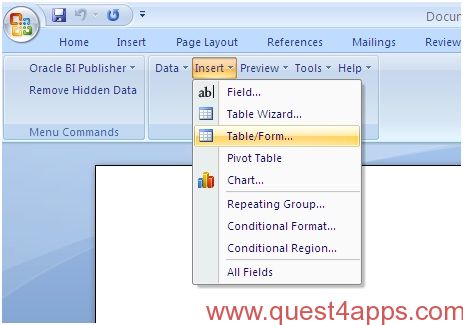 Docum
Home Insert Page Layout References Mailings Review
Oracle BI Publisher Data Insert Preview Tools Help
Remove Hidden Data
Menu Commands
ab Field...
Table Wizard...
Table/Form...
Pivot Table
Chart...
Repeating Group...
Conditional Format...
Conditional Region...
All Fields
www.quest4apps.com